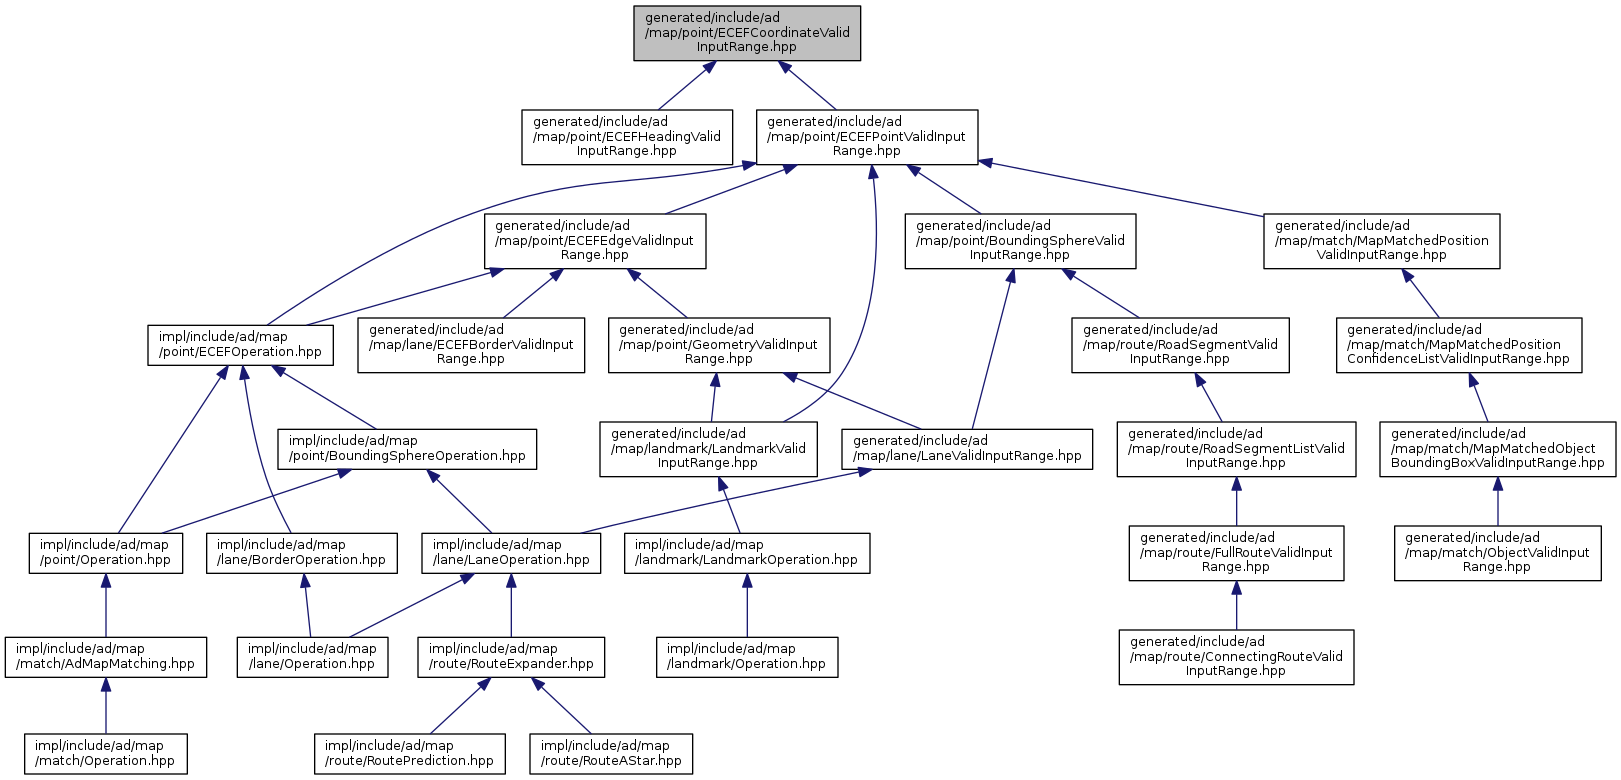 generated/include/ad
/map/point/ECEFCoordinateValid
InputRange.hpp
generated/include/ad
/map/point/ECEFHeadingValid
InputRange.hpp
generated/include/ad
/map/point/ECEFPointValidInput
Range.hpp
generated/include/ad
/map/point/ECEFEdgeValidInput
Range.hpp
generated/include/ad
/map/point/BoundingSphereValid
InputRange.hpp
generated/include/ad
/map/match/MapMatchedPosition
ValidInputRange.hpp
impl/include/ad/map
/point/ECEFOperation.hpp
generated/include/ad
/map/lane/ECEFBorderValidInput
Range.hpp
generated/include/ad
/map/point/GeometryValidInput
Range.hpp
generated/include/ad
/map/route/RoadSegmentValid
InputRange.hpp
generated/include/ad
/map/match/MapMatchedPosition
ConfidenceListValidInputRange.hpp
impl/include/ad/map
/point/BoundingSphereOperation.hpp
generated/include/ad
/map/landmark/LandmarkValid
InputRange.hpp
generated/include/ad
/map/lane/LaneValidInputRange.hpp
generated/include/ad
/map/route/RoadSegmentListValid
InputRange.hpp
generated/include/ad
/map/match/MapMatchedObject
BoundingBoxValidInputRange.hpp
impl/include/ad/map
/point/Operation.hpp
impl/include/ad/map
/lane/BorderOperation.hpp
impl/include/ad/map
/lane/LaneOperation.hpp
impl/include/ad/map
/landmark/LandmarkOperation.hpp
generated/include/ad
/map/route/FullRouteValidInput
Range.hpp
generated/include/ad
/map/match/ObjectValidInput
Range.hpp
impl/include/ad/map
/match/AdMapMatching.hpp
impl/include/ad/map
/lane/Operation.hpp
impl/include/ad/map
/route/RouteExpander.hpp
impl/include/ad/map
/landmark/Operation.hpp
generated/include/ad
/map/route/ConnectingRouteValid
InputRange.hpp
impl/include/ad/map
/match/Operation.hpp
impl/include/ad/map
/route/RoutePrediction.hpp
impl/include/ad/map
/route/RouteAStar.hpp